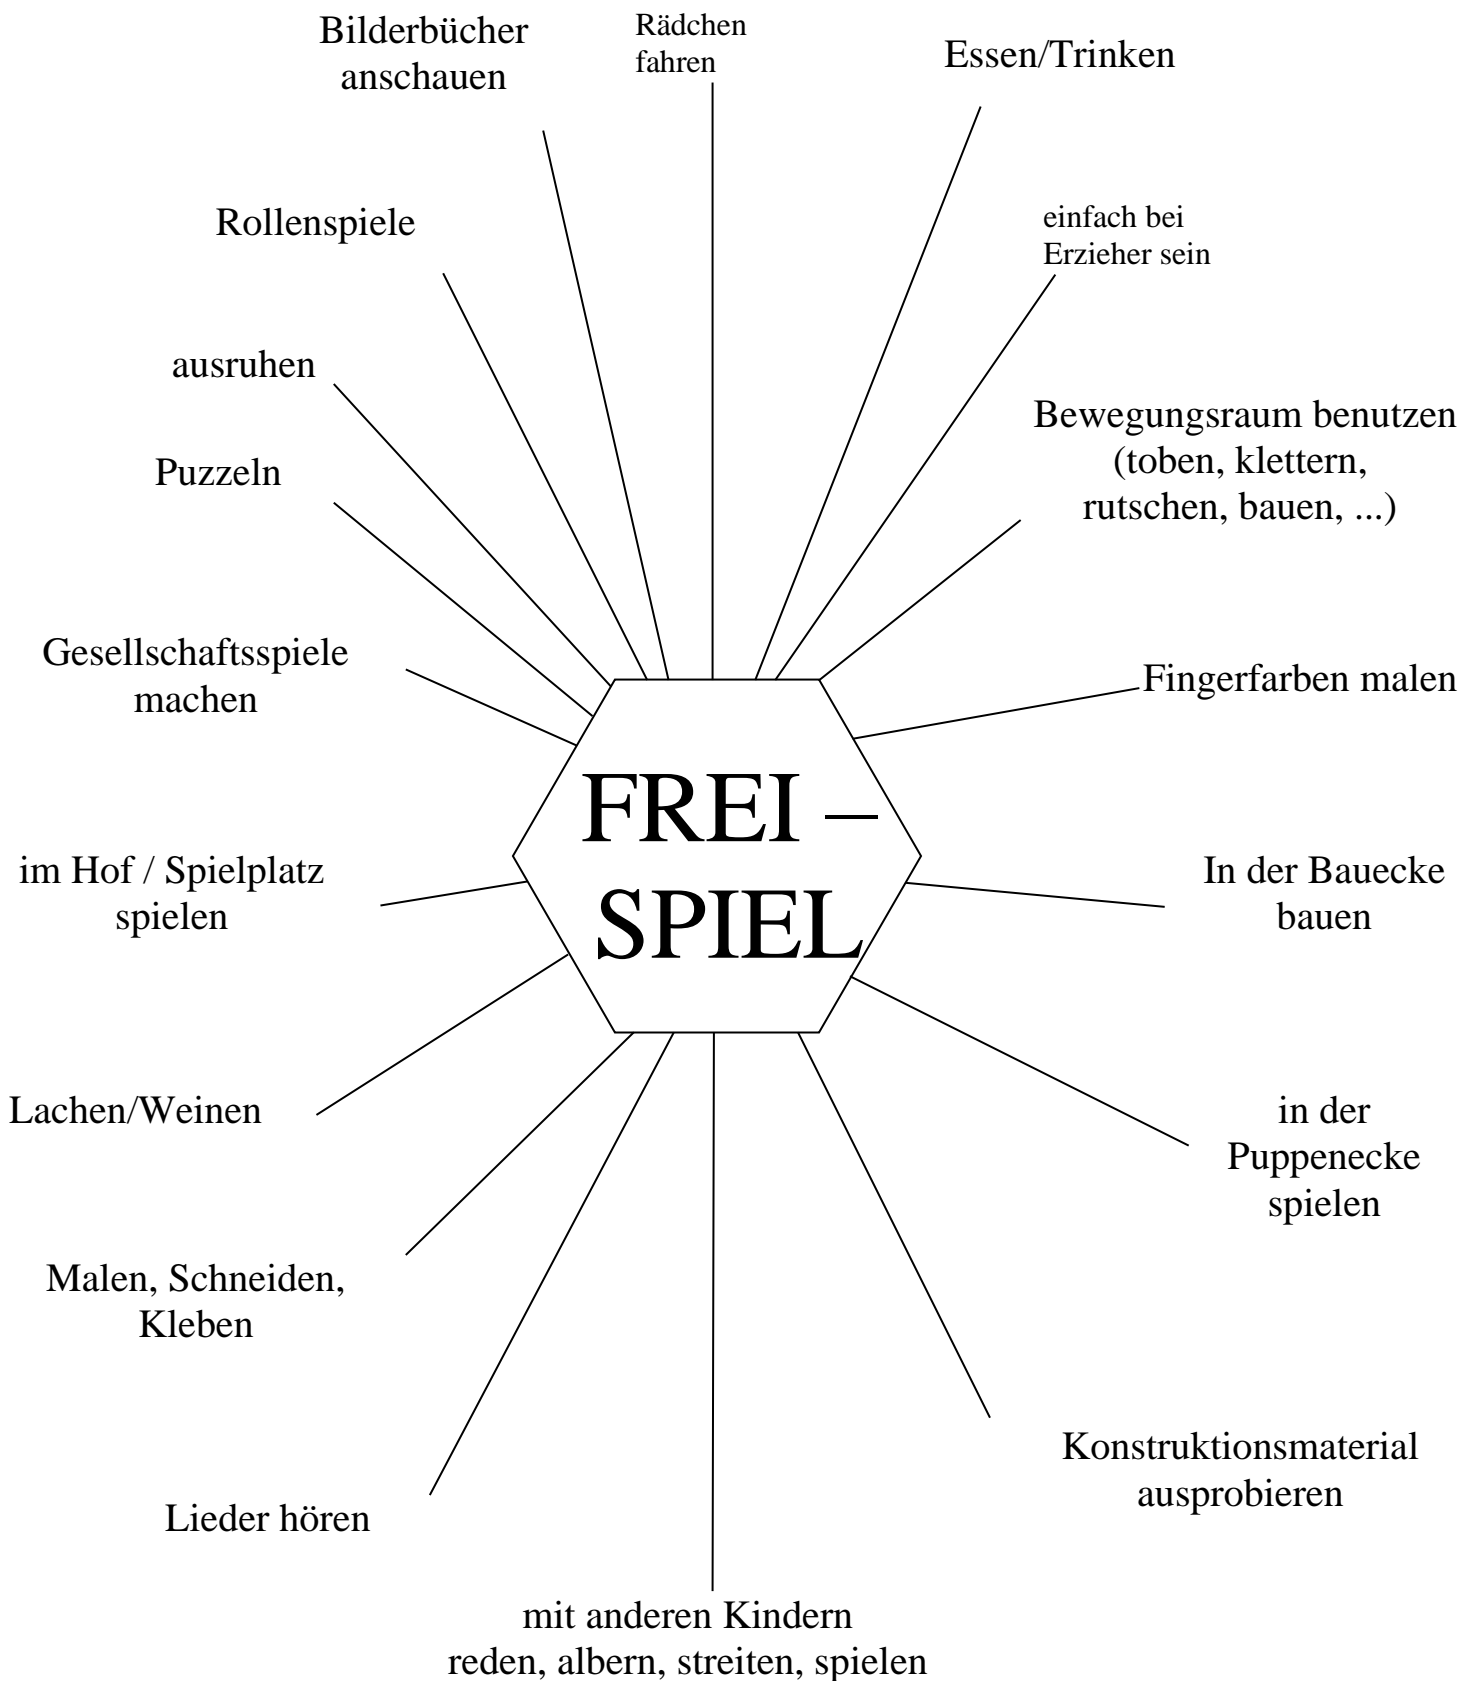 Bilderbücher
anschauen
Rädchen
fahren
Essen/Trinken
Rollenspiele
einfach bei
Erzieher sein
ausruhen
Bewegungsraum benutzen
(toben, klettern,
rutschen, bauen, ...)
Puzzeln
Gesellschaftsspiele
machen
Fingerfarben malen
FREI –
SPIEL
im Hof / Spielplatz
spielen
In der Bauecke
bauen
Lachen/Weinen
in der
Puppenecke
spielen
Malen, Schneiden,
Kleben
Konstruktionsmaterial
ausprobieren
Lieder hören
mit anderen Kindern
reden, albern, streiten, spielen